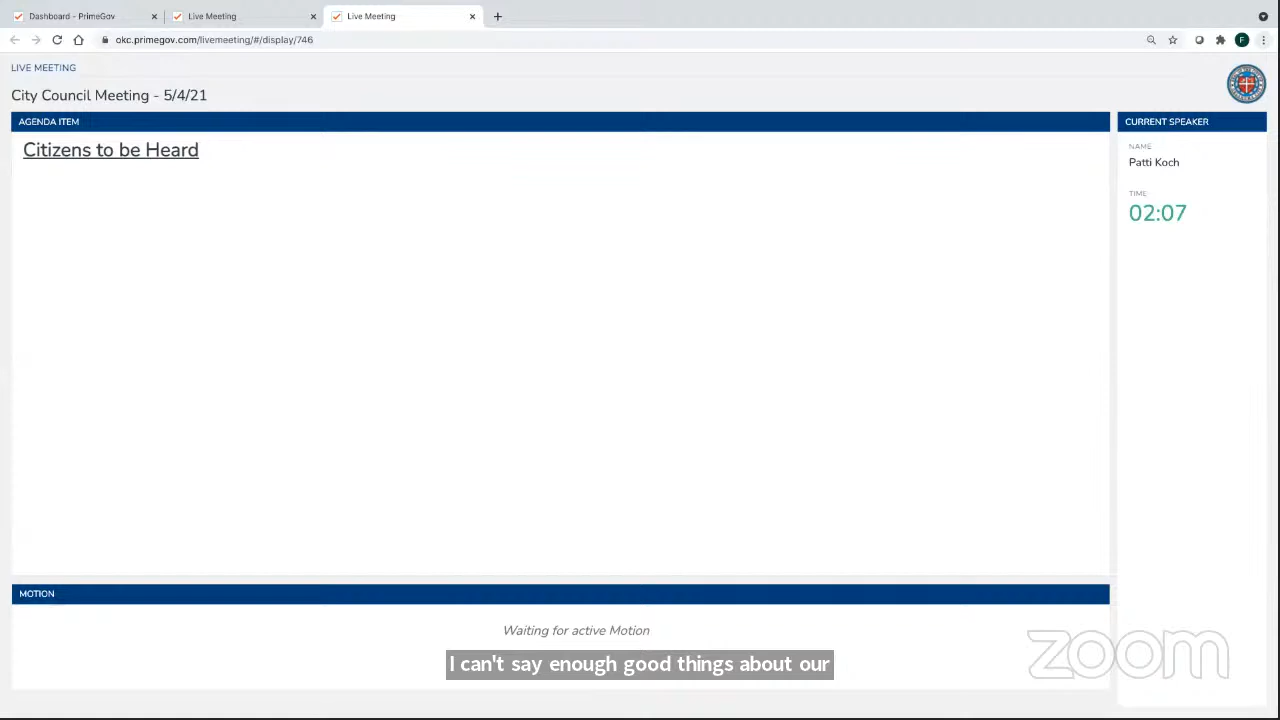 Dashboard - PrimeGov
Live Meeting
Live Meeting
okc.primegov.com/livemeeting/#/display/746
F
LIVE MEETING
City Council Meeting - 5/4/21
AGENDA ITEM
CURRENT SPEAKER
Citizens to be Heard
NAME
Patti Koch
TIME
02:07
MOTION
Waiting for active Motion
I can't say enough good things about our
zoom